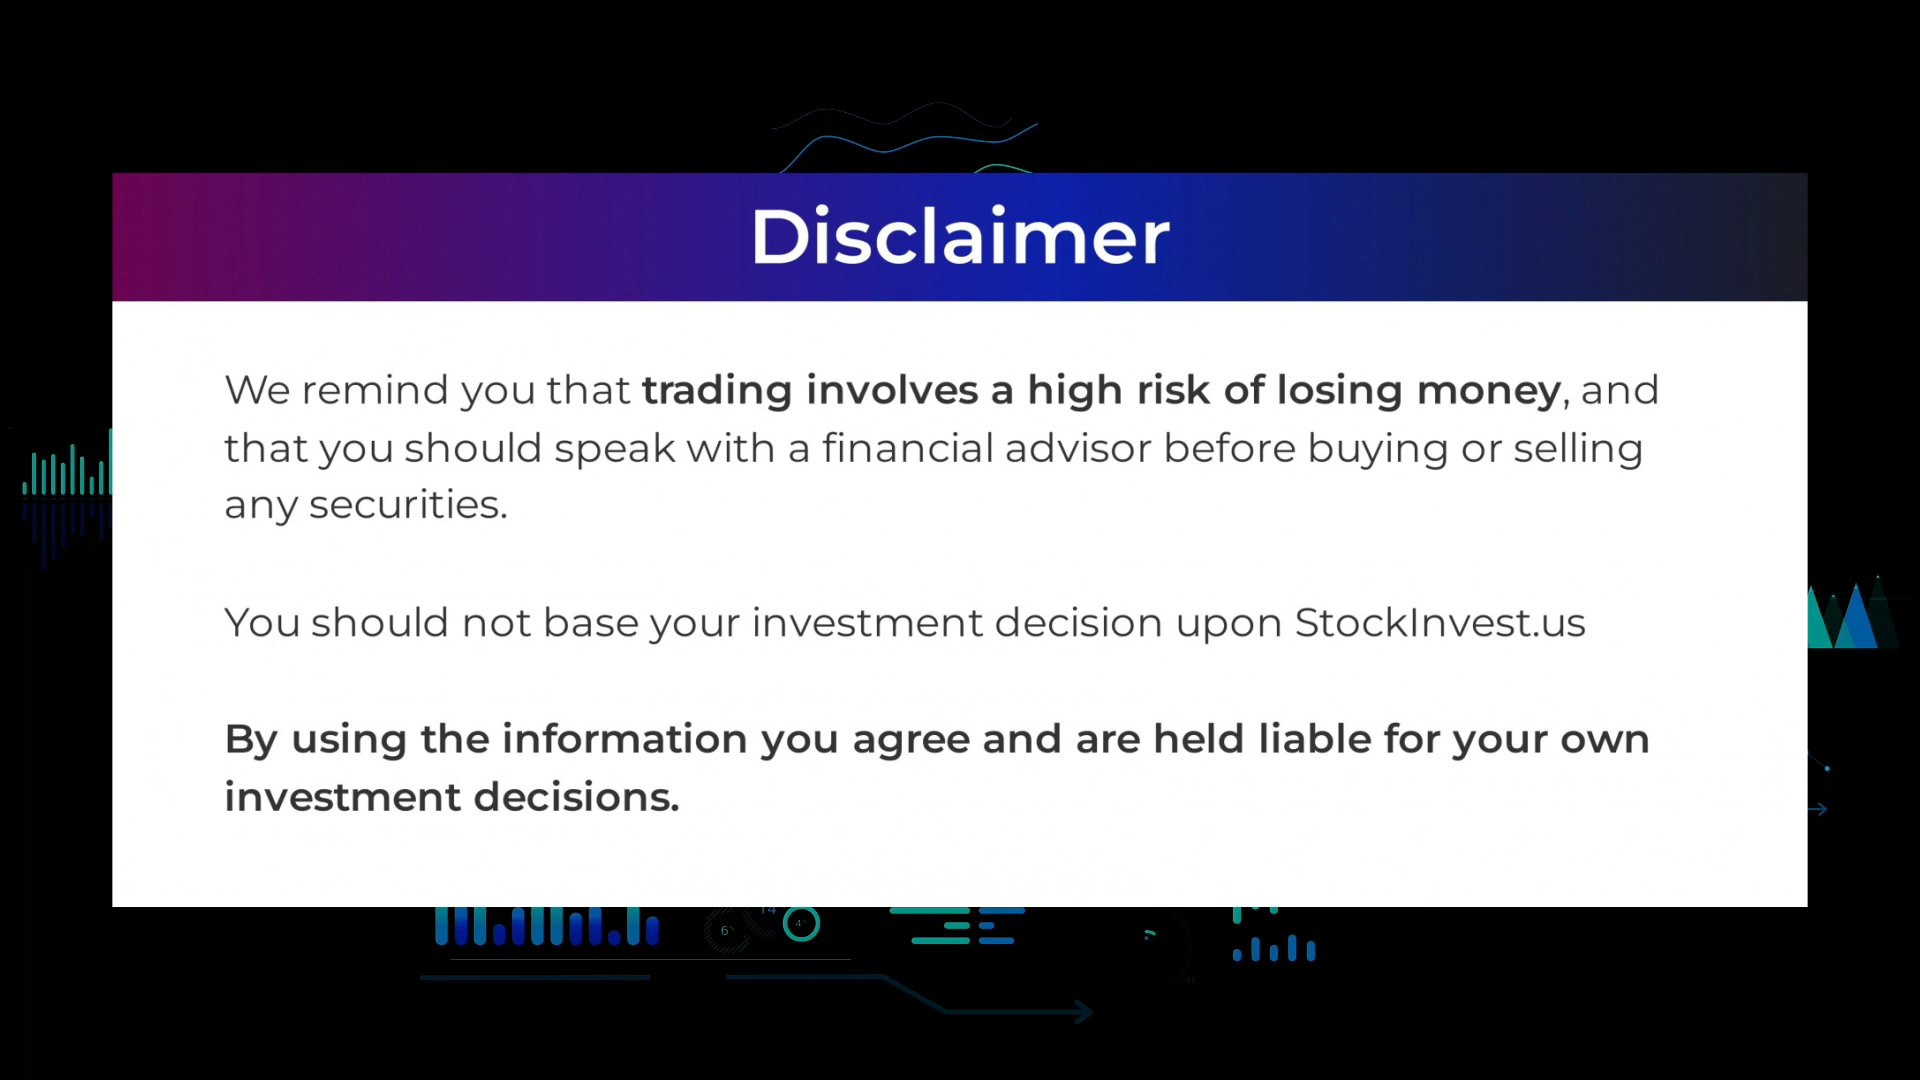 Disclaimer
We remind you that trading involves a high risk of losing money, and
that you should speak with a financial advisor before buying or selling
any securities.
You should not base your investment decision upon StockInvest.us
By using the information you agree and are held liable for your own
investment decisions.